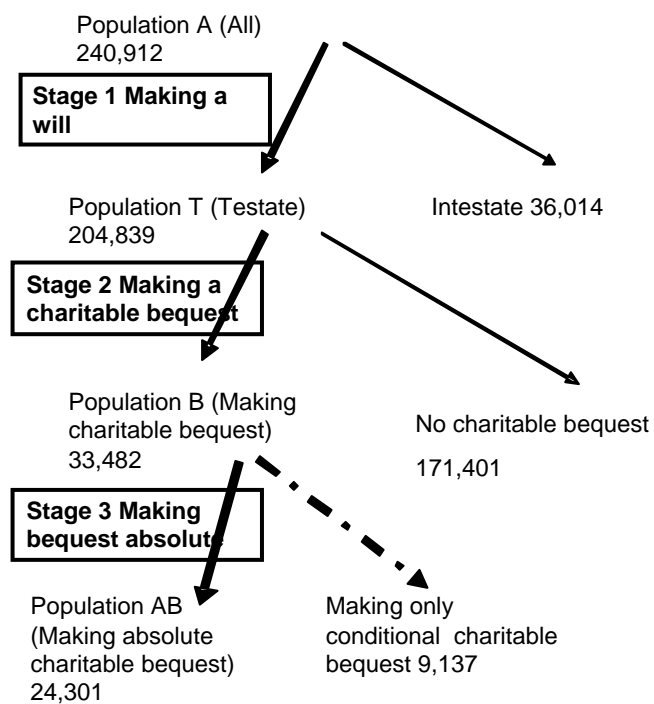 Population A (All)
240,912
Stage 1 Making a
will
Population T (Testate)
204,839
Intestate 36,014
Stage 2 Making a
charitable bequest
Population B (Making
charitable bequest)
33,482
No charitable bequest
171,401
Stage 3 Making
bequest absolute
Population AB
(Making absolute
charitable bequest)
24,301
Making only
conditional charitable
bequest 9,137